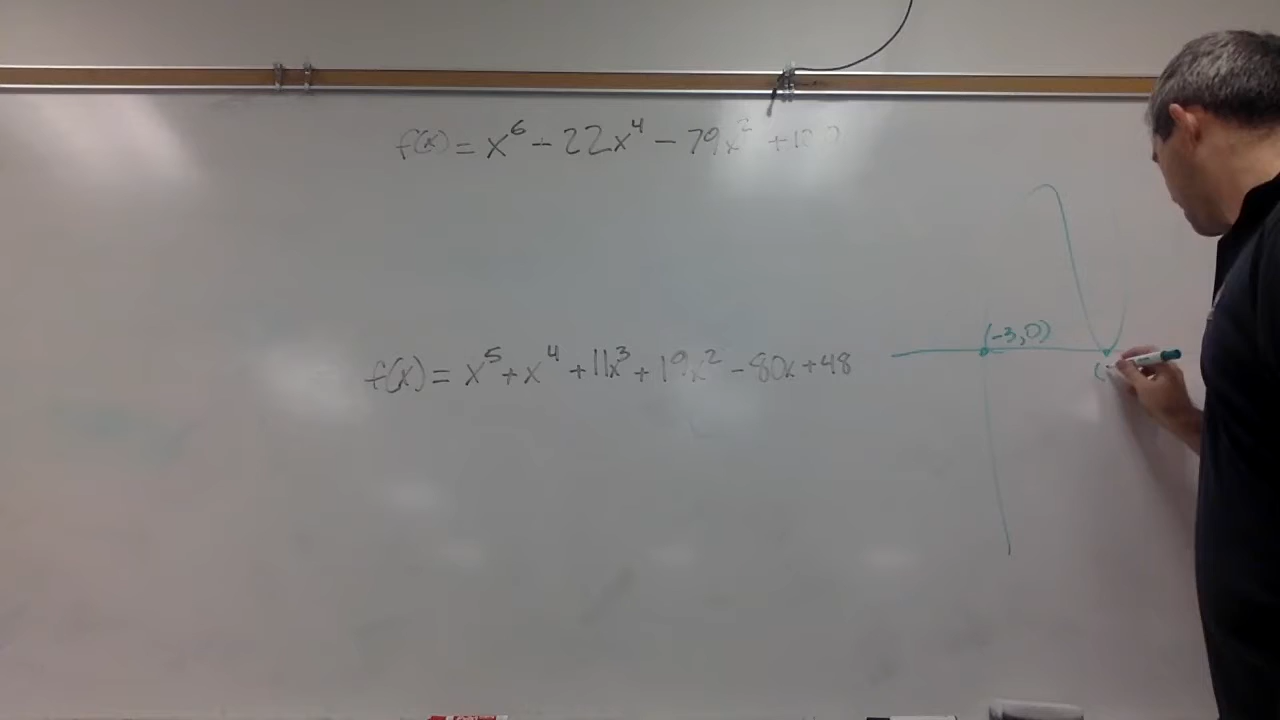 f(x) = x⁶ - 22x⁴ - 79x² + 100
(-3,0)
f(x) = x⁵ + x⁴ + 11x³ + 19x² - 80x + 48